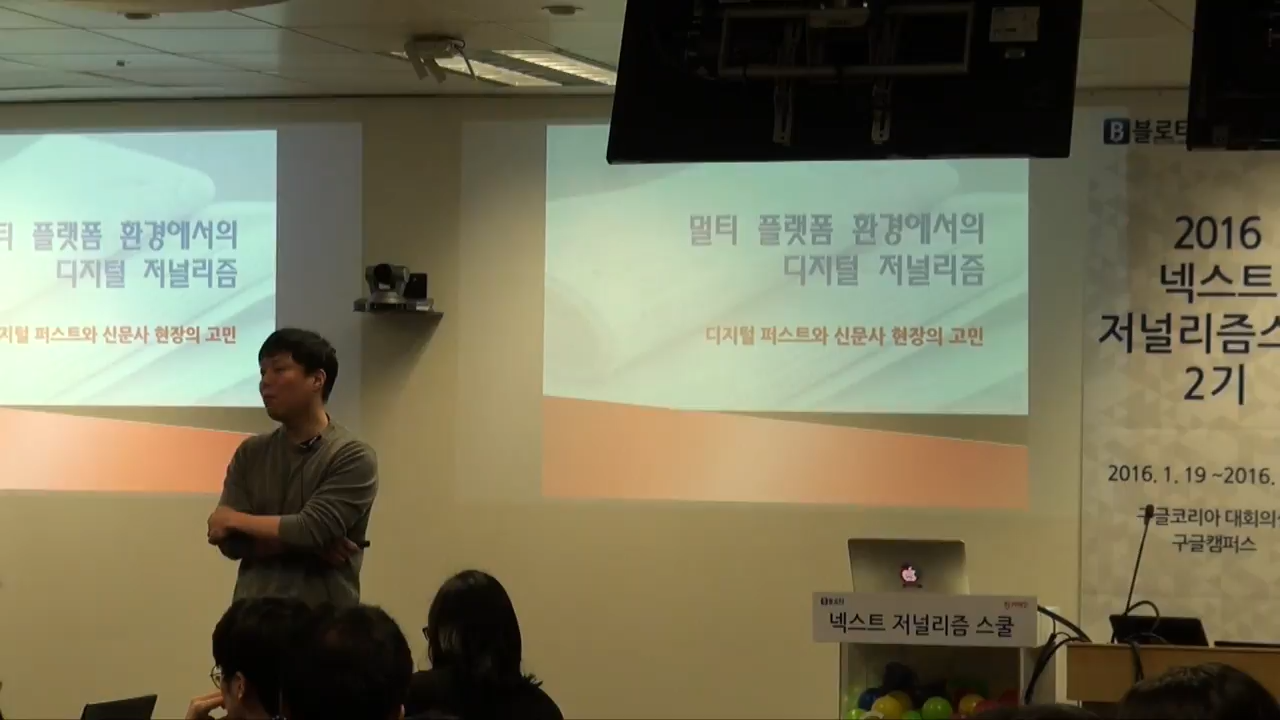 티 플랫폼 환경에서의
디지털 저널리즘
지털 퍼스트와 신문사 현장의 고민
멀티 플랫폼 환경에서의
디지털 저널리즘
디지털 퍼스트와 신문사 현장의 고민
B 블로터
2016
넥스트
저널리즘스
2기
2016. 1. 19 ~2016.
구글코리아 대회의실
구글캠퍼스
넥스트 저널리즘 스쿨